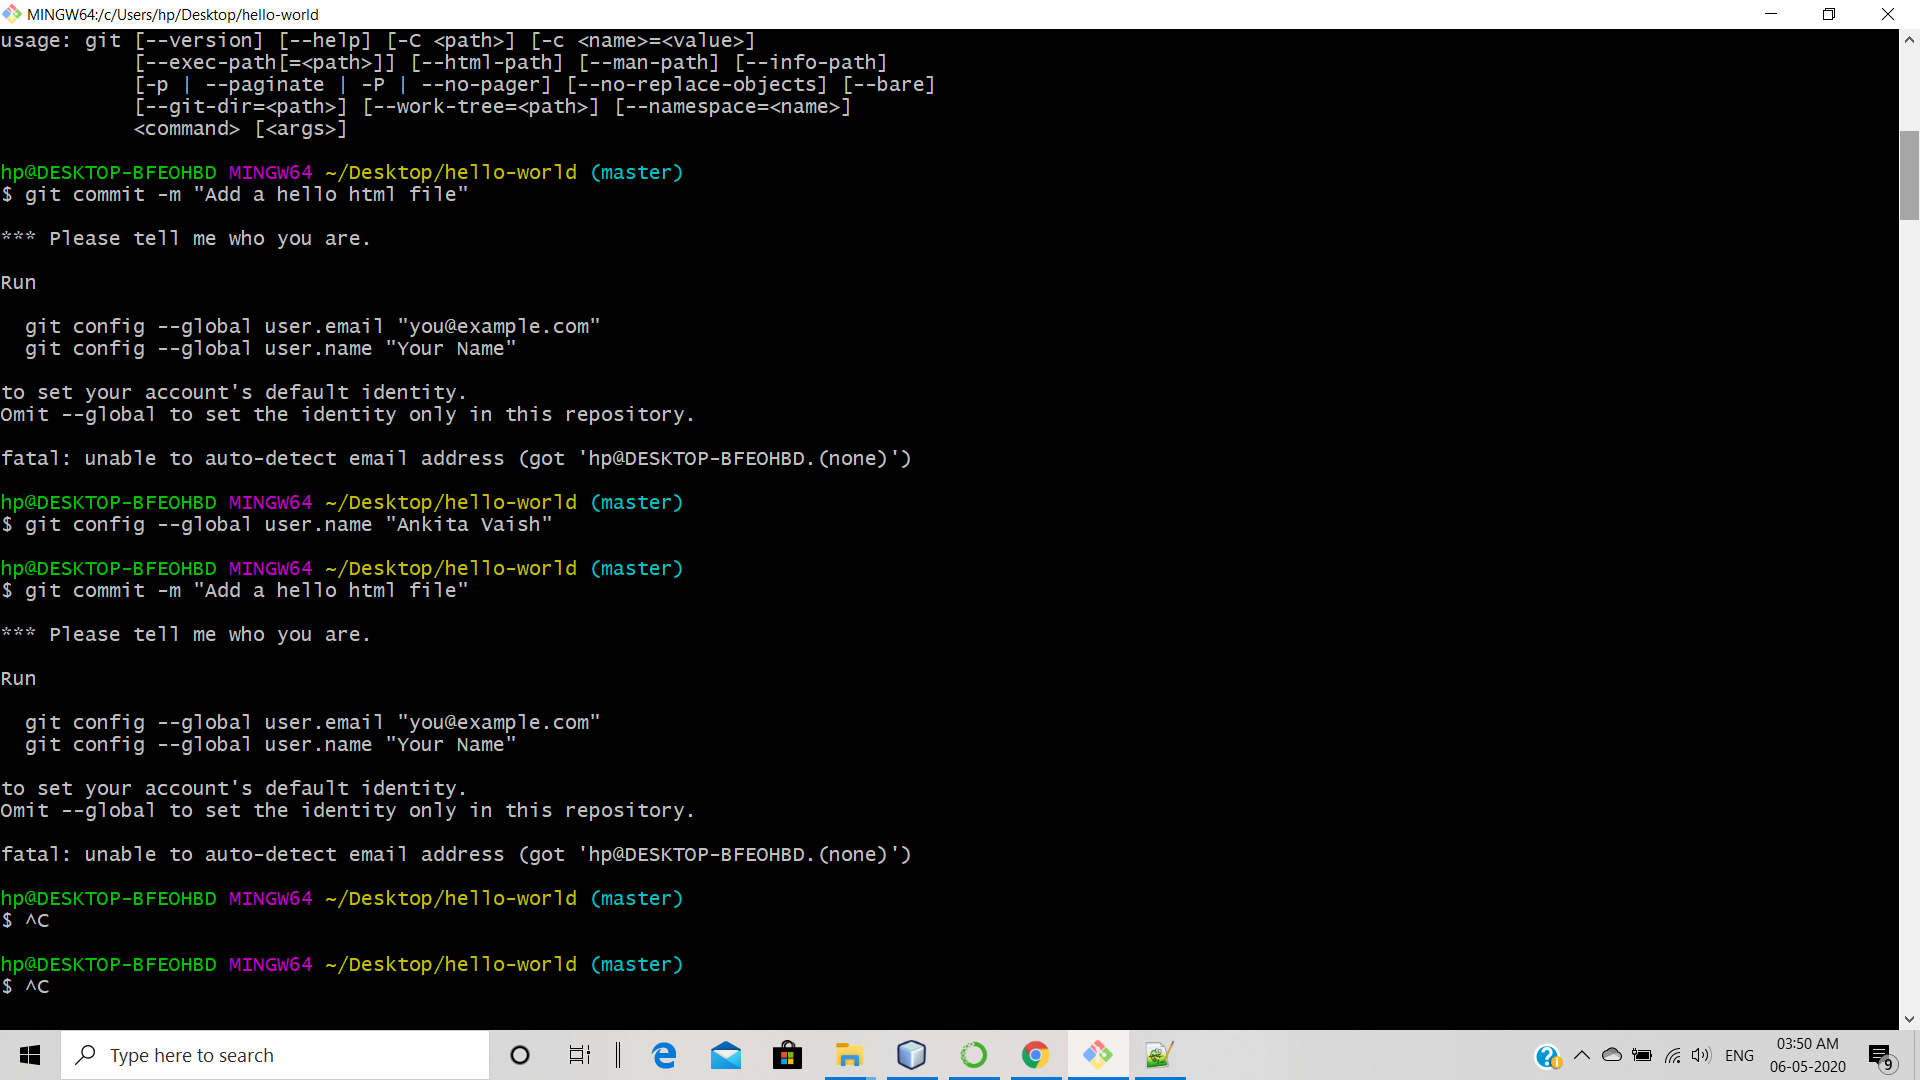 MINGW64:/c/Users/hp/Desktop/hello-world
usage: git [--version] [--help] [-C <path>] [-c <name>=<value>]
           [--exec-path[=<path>]] [--html-path] [--man-path] [--info-path]
           [-p | --paginate | -P | --no-pager] [--no-replace-objects] [--bare]
           [--git-dir=<path>] [--work-tree=<path>] [--namespace=<name>]
           <command> [<args>]
hp@DESKTOP-BFEOHBD MINGW64 ~/Desktop/hello-world (master)
$ git commit -m "Add a hello html file"
*** Please tell me who you are.
Run
  git config --global user.email "you@example.com"
  git config --global user.name "Your Name"
to set your account's default identity.
Omit --global to set the identity only in this repository.
fatal: unable to auto-detect email address (got 'hp@DESKTOP-BFEOHBD.(none)')
hp@DESKTOP-BFEOHBD MINGW64 ~/Desktop/hello-world (master)
$ git config --global user.name "Ankita Vaish"
hp@DESKTOP-BFEOHBD MINGW64 ~/Desktop/hello-world (master)
$ git commit -m "Add a hello html file"
*** Please tell me who you are.
Run
  git config --global user.email "you@example.com"
  git config --global user.name "Your Name"
to set your account's default identity.
Omit --global to set the identity only in this repository.
fatal: unable to auto-detect email address (got 'hp@DESKTOP-BFEOHBD.(none)')
hp@DESKTOP-BFEOHBD MINGW64 ~/Desktop/hello-world (master)
$ ^C
hp@DESKTOP-BFEOHBD MINGW64 ~/Desktop/hello-world (master)
$ ^C
Type here to search
ENG
03:50 AM
06-05-2020
9